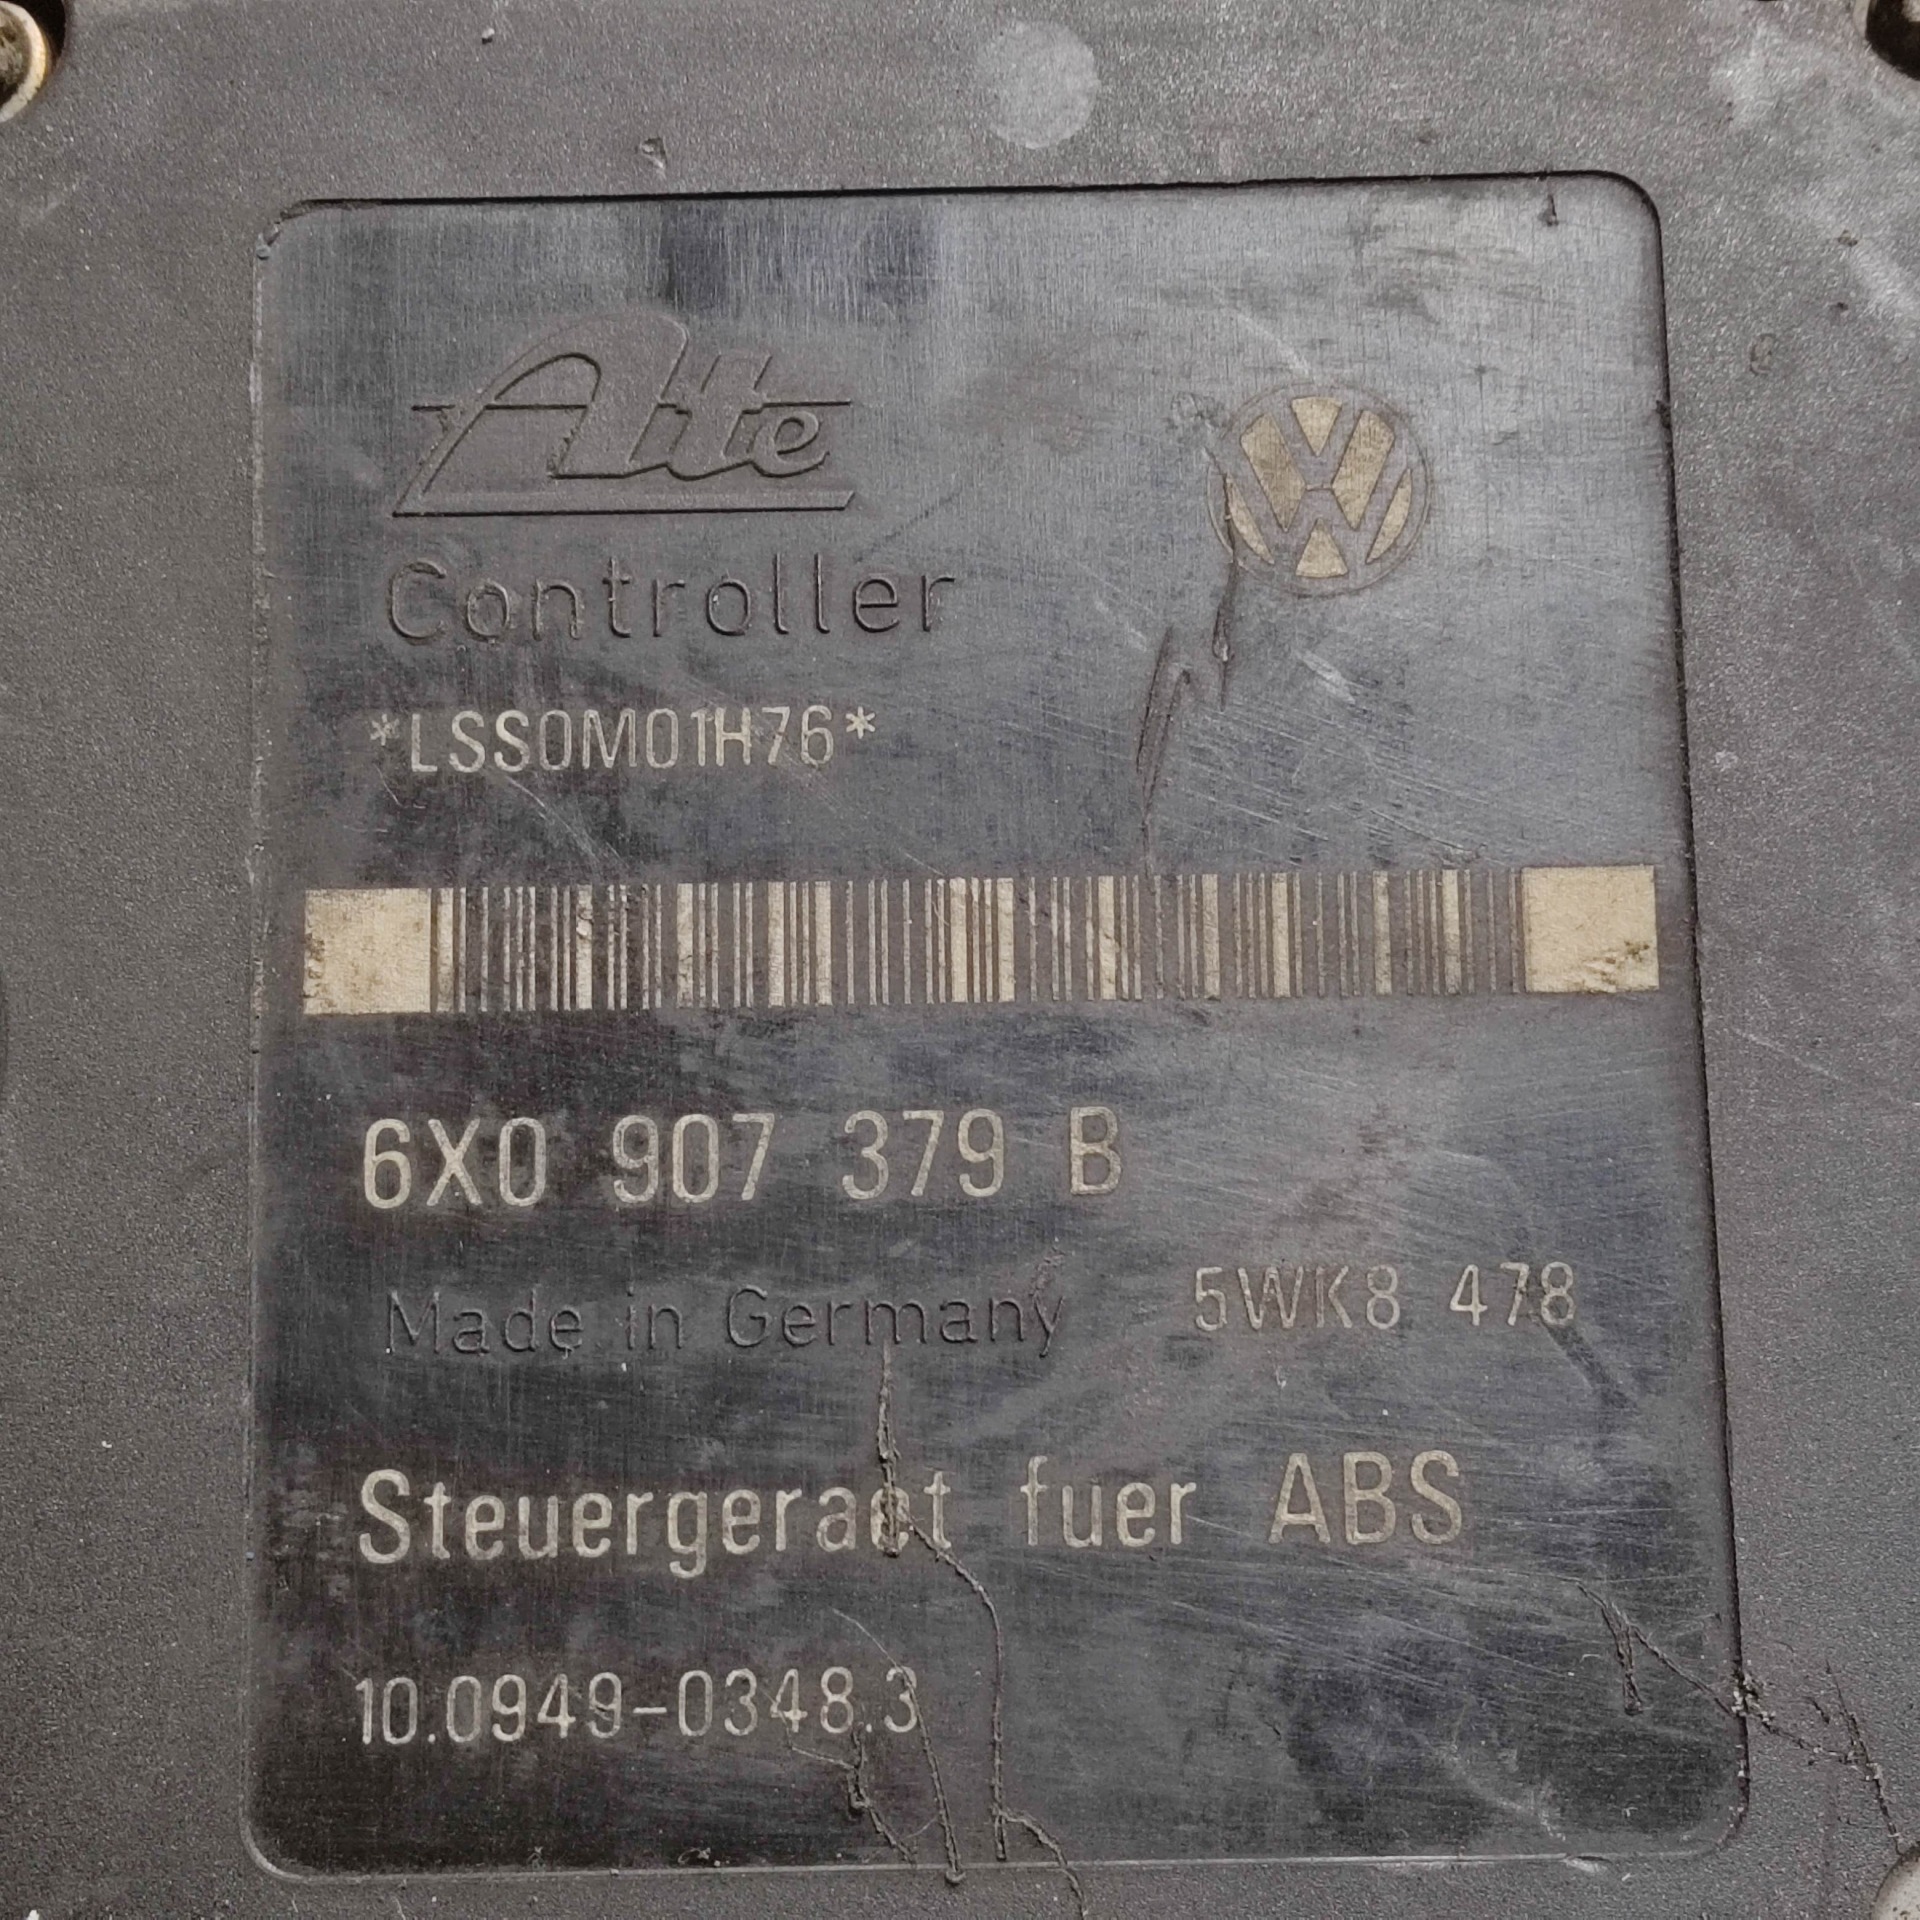 Ate
Controller
*LSS0M01H76*
6X0 907 379 B
Made in Germany 5WK8 478
Steuergeraet fuer ABS
10.0949-0348.3